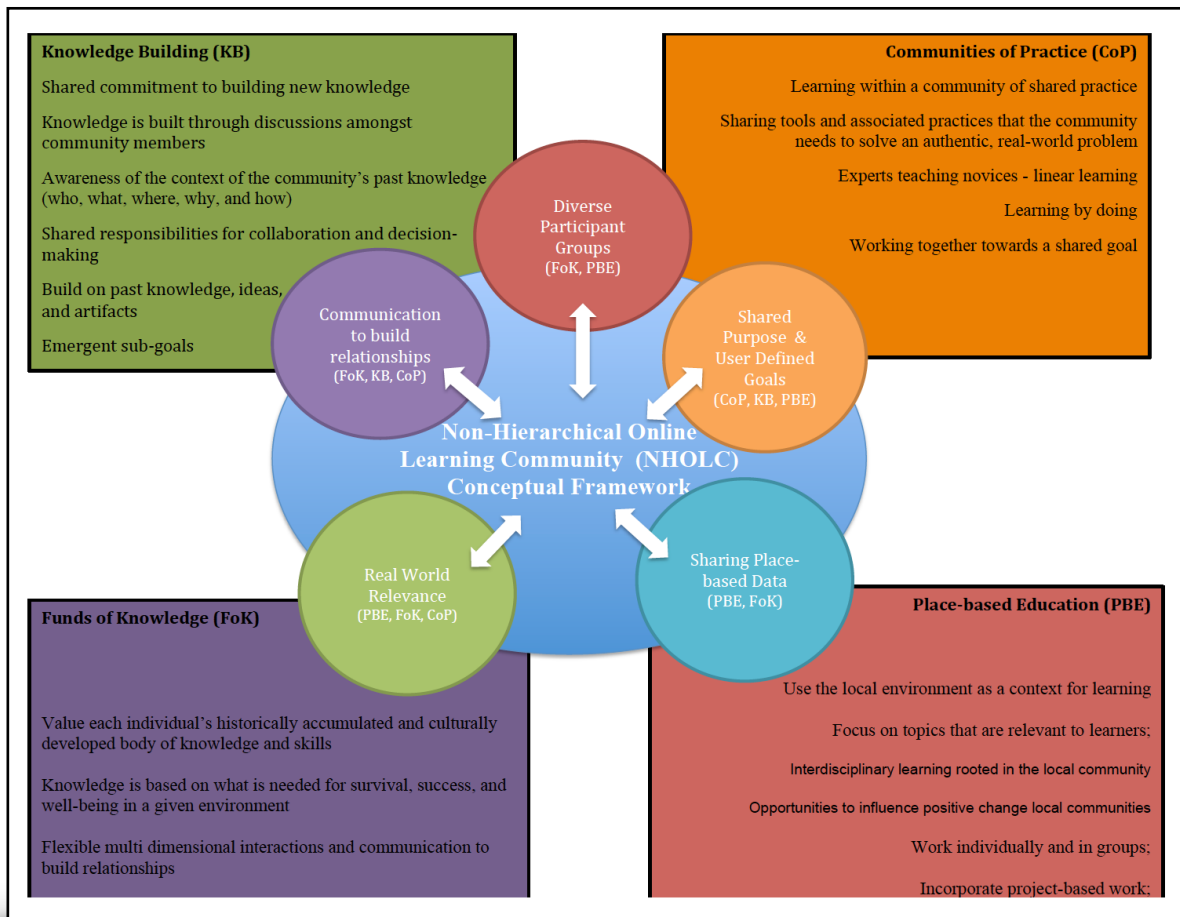 Knowledge Building (KB)
Shared commitment to building new knowledge
Knowledge is built through discussions amongst
community members
Awareness of the context of the community's past knowledge
(who, what, where, why, and how)
Shared responsibilities for collaboration and decision-
making
Build on past knowledge, ideas,
and artifacts
Emergent sub-goals
Communities of Practice (CoP)
Learning within a community of shared practice
Sharing tools and associated practices that the community
needs to solve an authentic, real-world problem
Experts teaching novices - linear learning
Learning by doing
Working together towards a shared goal
Diverse
Participant
Groups
(FoK, PBE)
Communication
to build
relationships
(FoK, KB, CoP)
Shared
Purpose &
User Defined
Goals
(CoP, KB, PBE)
Non-Hierarchical Online
Learning Community (NHOLC)
Conceptual Framework
Real World
Relevance
(PBE, FoK, CoP)
Sharing Place-
based Data
(PBE, FoK)
Funds of Knowledge (FoK)
Value each individual's historically accumulated and culturally
developed body of knowledge and skills
Knowledge is based on what is needed for survival, success, and
well-being in a given environment
Flexible multi dimensional interactions and communication to
build relationships
Place-based Education (PBE)
Use the local environment as a context for learning
Focus on topics that are relevant to learners;
Interdisciplinary learning rooted in the local community
Opportunities to influence positive change local communities
Work individually and in groups;
Incorporate project-based work;